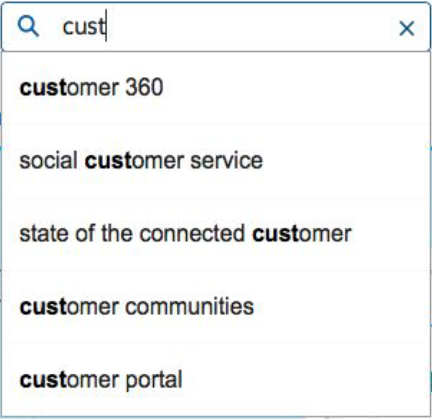 cust
customer 360
social customer service
state of the connected customer
customer communities
customer portal